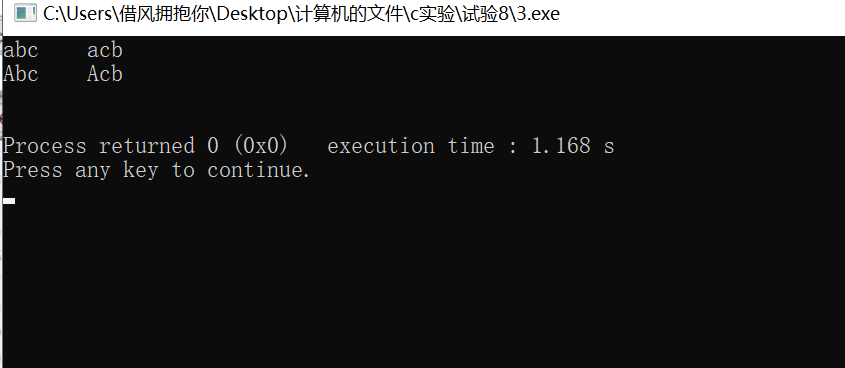 C:\Users\借风拥抱你\Desktop\计算机的文件\c实验\试验8\3.exe
abc    acb
Abc    Acb
Process returned 0 (0x0)   execution time : 1.168 s
Press any key to continue.